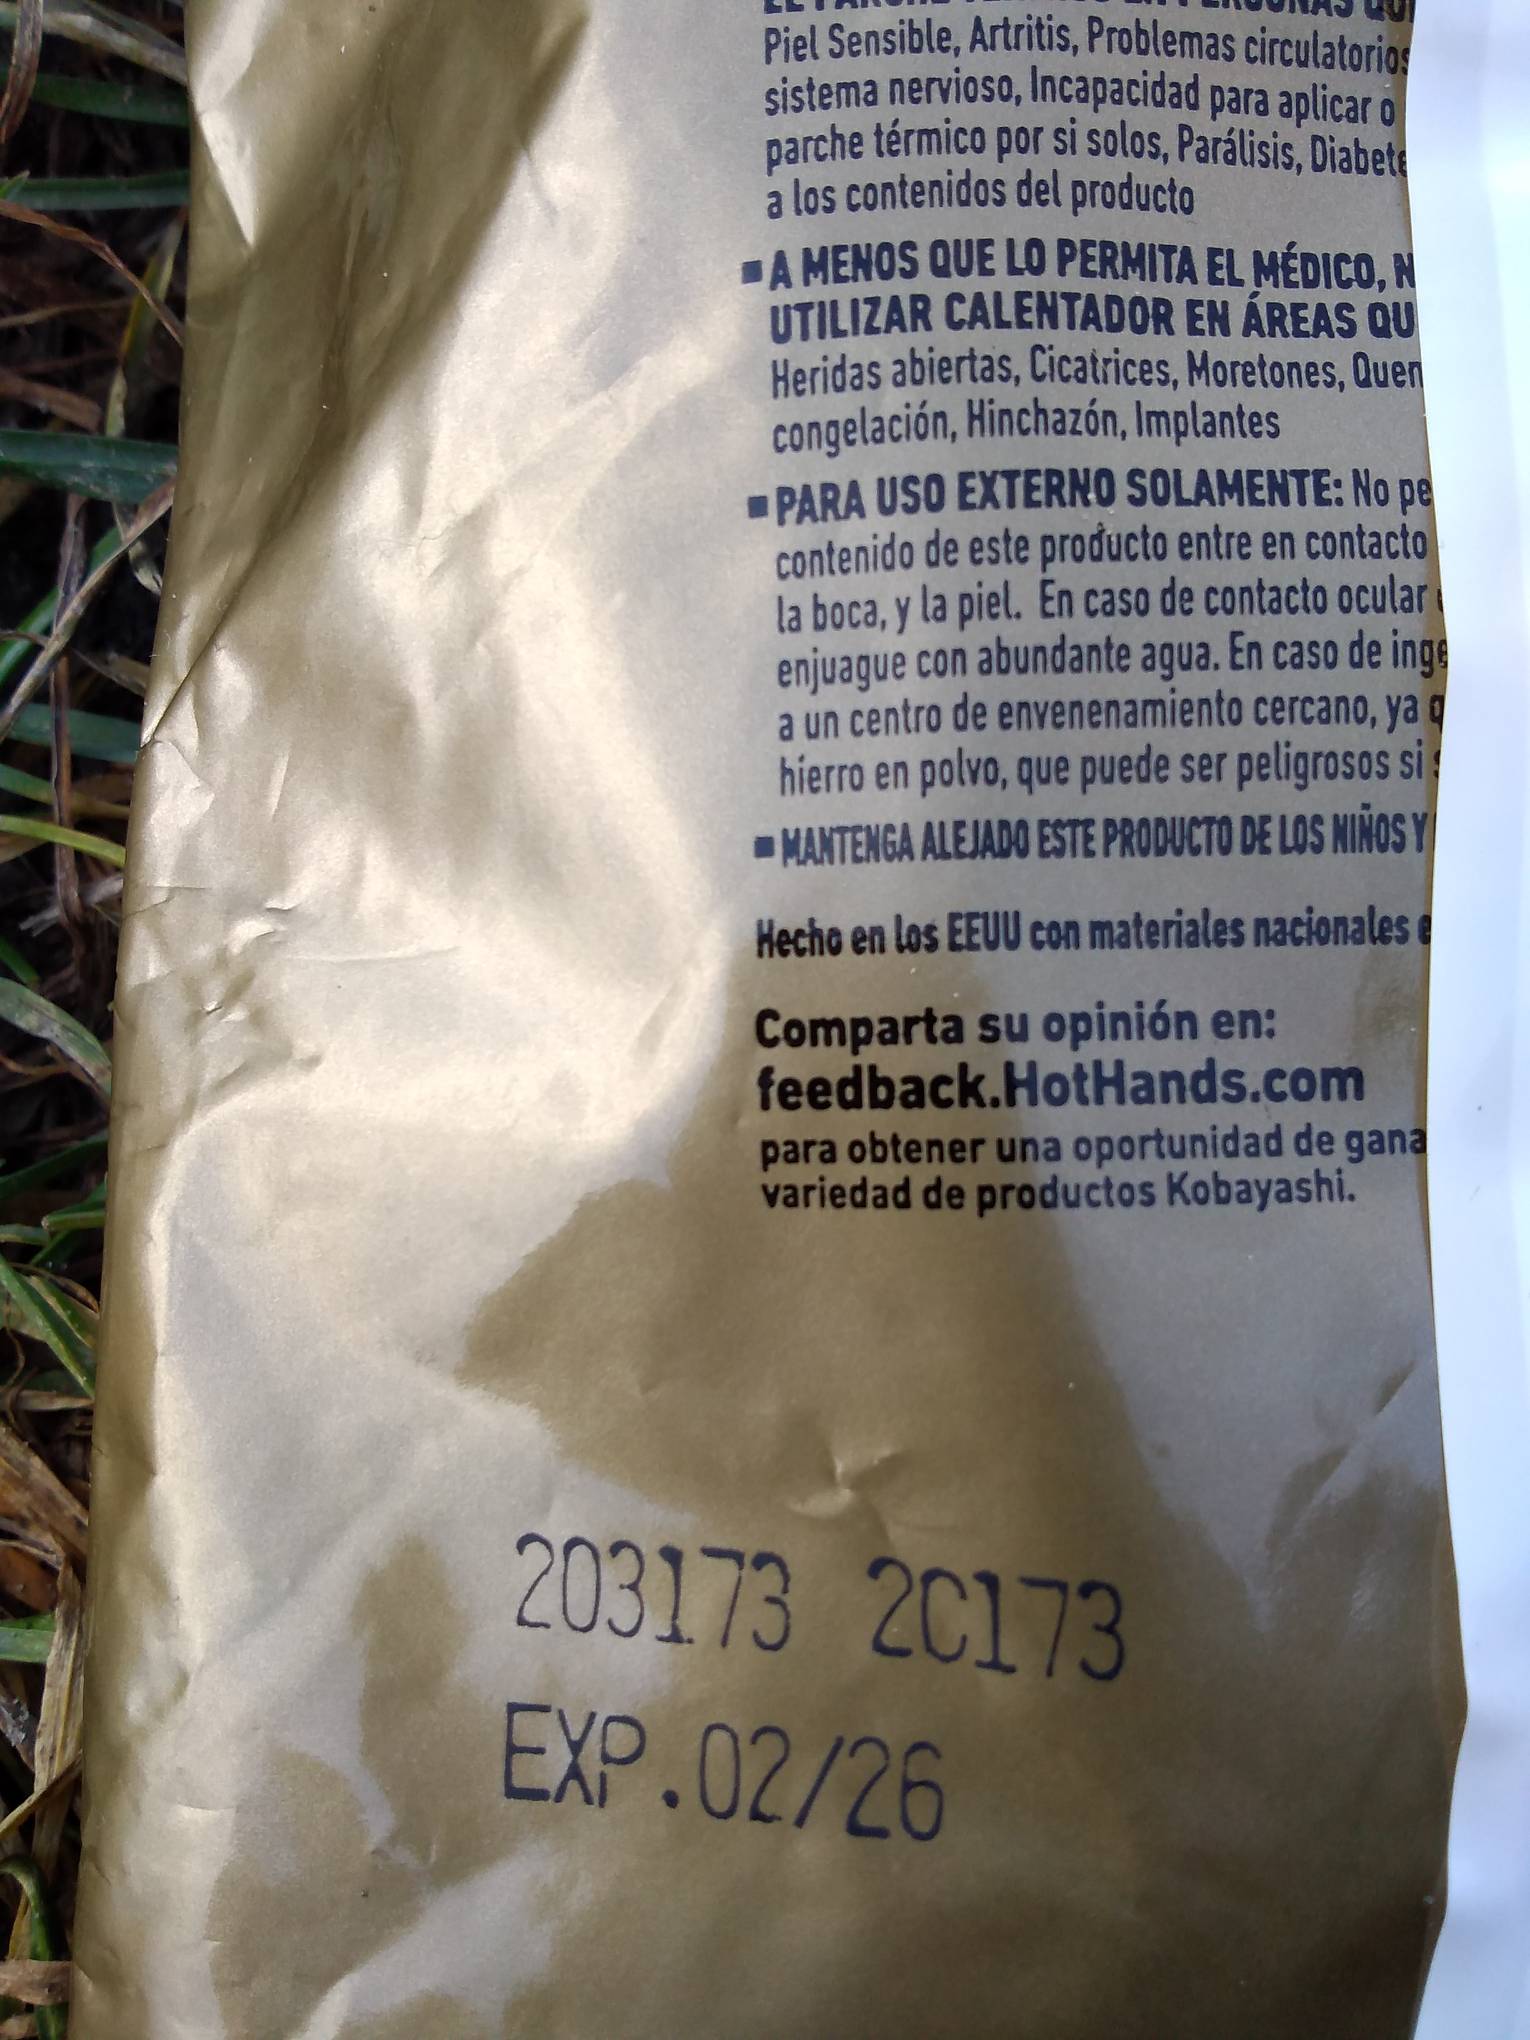 Piel Sensible, Artritis, Problemas circulatorios
sistema nervioso, Incapacidad para aplicar o
parche térmico por si solos, Parálisis, Diabete
a los contenidos del producto
▪ A MENOS QUE LO PERMITA EL MÉDICO, N
UTILIZAR CALENTADOR EN ÁREAS QU
Heridas abiertas, Cicatrices, Moretones, Quem
congelación, Hinchazón, Implantes
▪ PARA USO EXTERNO SOLAMENTE: No pe
contenido de este producto entre en contacto
la boca, y la piel. En caso de contacto ocular
enjuague con abundante agua. En caso de inge
a un centro de envenenamiento cercano, ya q
hierro en polvo, que puede ser peligrosos si
▪ MANTENGA ALEJADO ESTE PRODUCTO DE LOS NIÑOS Y
Hecho en los EEUU con materiales nacionales e
Comparta su opinión en:
feedback.HotHands.com
para obtener una oportunidad de gana
variedad de productos Kobayashi.
203173 2C173
EXP.02/26